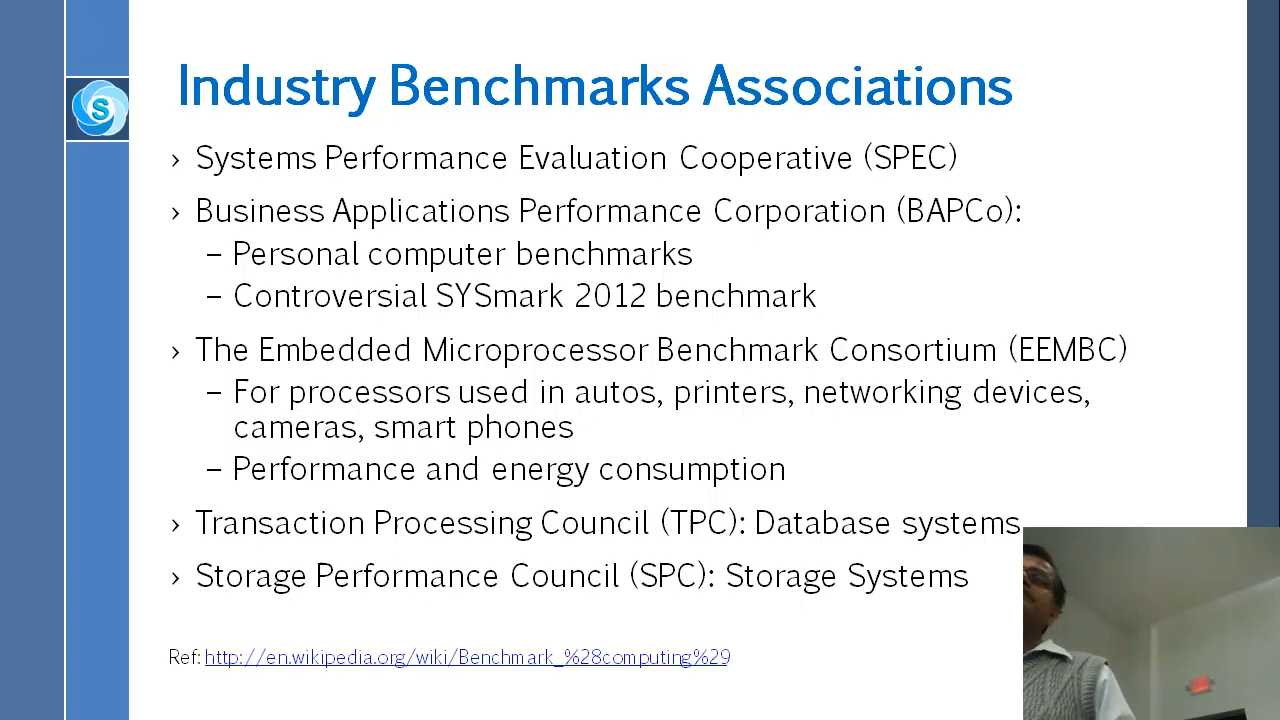 S
Industry Benchmarks Associations
› Systems Performance Evaluation Cooperative (SPEC)
› Business Applications Performance Corporation (BAPCo):
– Personal computer benchmarks
– Controversial SYSmark 2012 benchmark
› The Embedded Microprocessor Benchmark Consortium (EEMBC)
– For processors used in autos, printers, networking devices,
cameras, smart phones
– Performance and energy consumption
› Transaction Processing Council (TPC): Database systems
› Storage Performance Council (SPC): Storage Systems
Ref: http://en.wikipedia.org/wiki/Benchmark_%28computing%29